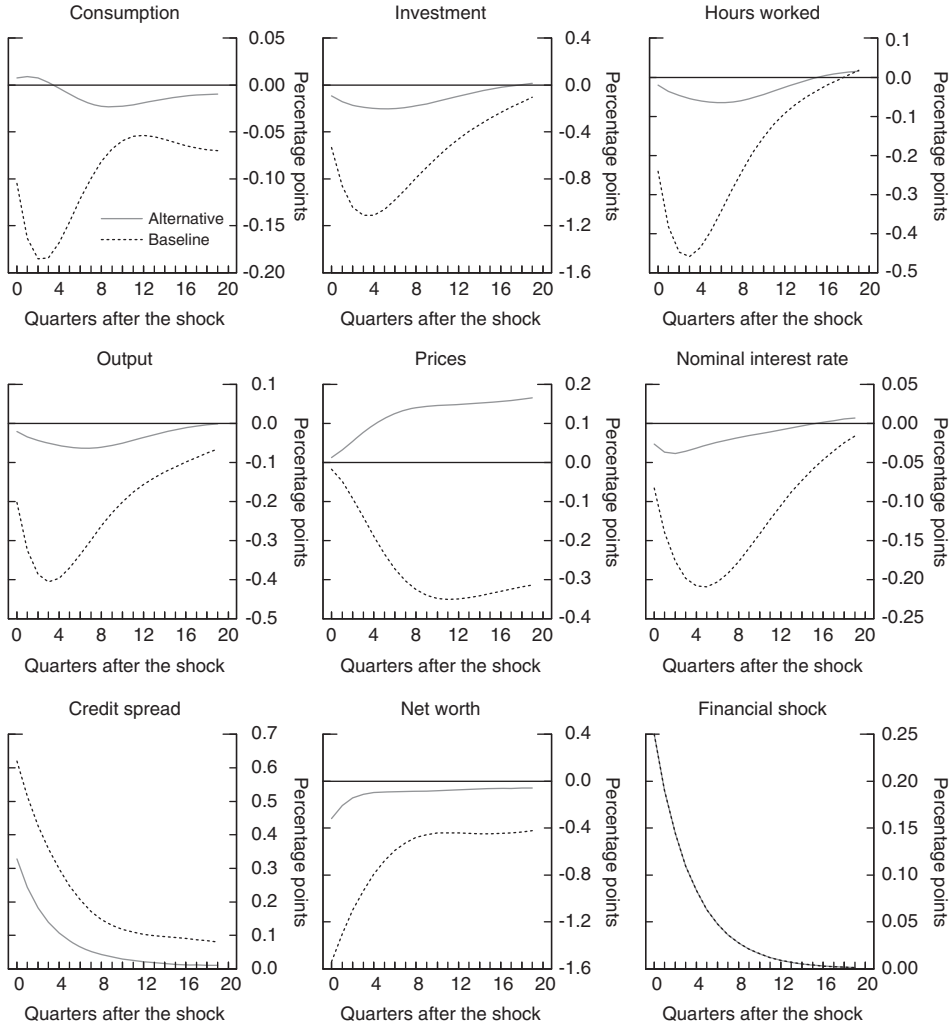 Consumption
0.05
0.00
-0.05
-0.10
-0.15
-0.20
Percentage points
Alternative
Baseline
0 4 8 12 16 20
Quarters after the shock
Investment
0.4
0.0
-0.4
-0.8
-1.2
-1.6
Percentage points
0 4 8 12 16 20
Quarters after the shock
Hours worked
0.1
0.0
-0.1
-0.2
-0.3
-0.4
-0.5
Percentage points
0 4 8 12 16 20
Quarters after the shock
Output
0.1
0.0
-0.1
-0.2
-0.3
-0.4
-0.5
Percentage points
0 4 8 12 16 20
Quarters after the shock
Prices
0.2
0.1
0.0
-0.1
-0.2
-0.3
-0.4
Percentage points
0 4 8 12 16 20
Quarters after the shock
Nominal interest rate
0.05
0.00
-0.05
-0.10
-0.15
-0.20
-0.25
Percentage points
0 4 8 12 16 20
Quarters after the shock
Credit spread
0.7
0.6
0.5
0.4
0.3
0.2
0.1
0.0
Percentage points
0 4 8 12 16 20
Quarters after the shock
Net worth
0.4
0.0
-0.4
-0.8
-1.2
-1.6
Percentage points
0 4 8 12 16 20
Quarters after the shock
Financial shock
0.25
0.20
0.15
0.10
0.05
0.00
Percentage points
0 4 8 12 16 20
Quarters after the shock